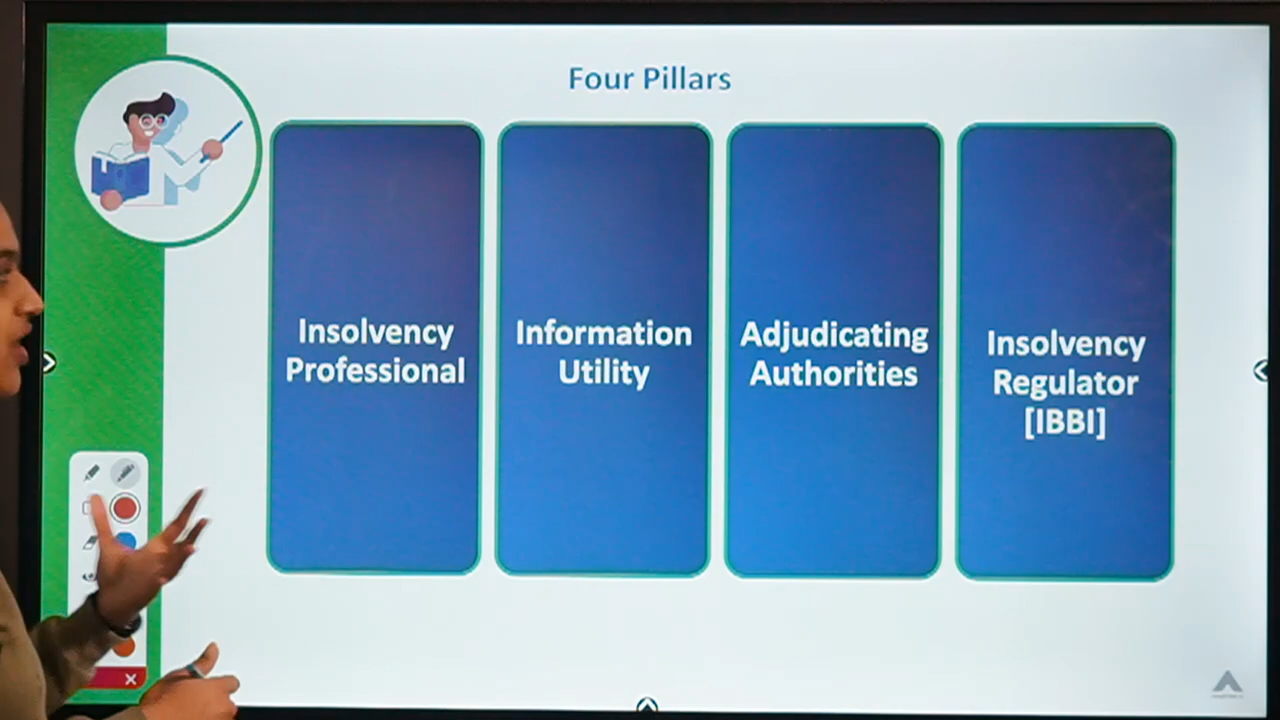 Four Pillars
Insolvency
Professional
Information
Utility
Adjudicating
Authorities
Insolvency
Regulator
[IBBI]